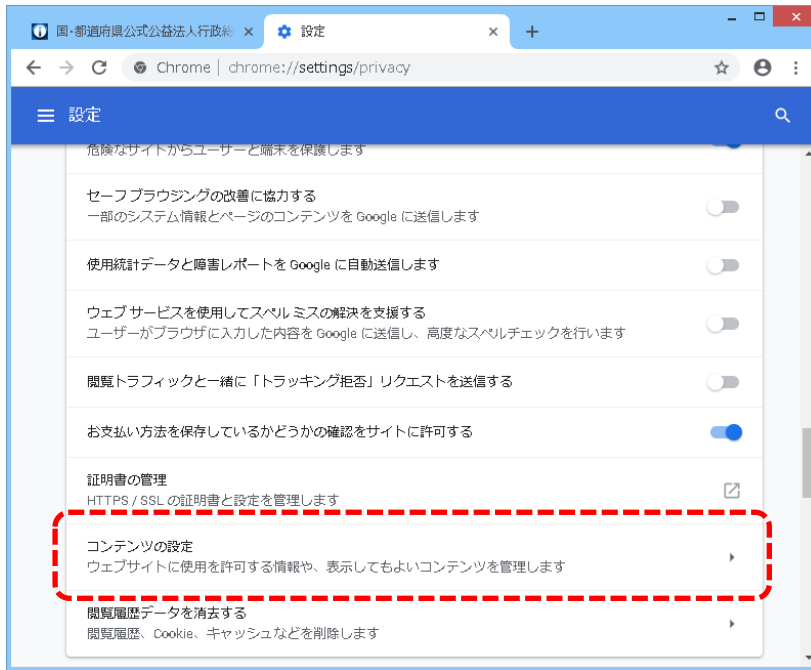 国・都道府県公式公益法人行政総
設定
Chrome | chrome://settings/privacy
設定
危険なサイトからユーザーと端末を保護します
セーフ ブラウジングの改善に協力する
一部のシステム情報とページのコンテンツを Google に送信します
使用統計データと障害レポートを Google に自動送信します
ウェブ サービスを使用してスペルミスの解決を支援する
ユーザーがブラウザに入力した内容を Google に送信し、高度なスペルチェックを行います
閲覧トラフィックと一緒に「トラッキング拒否」リクエストを送信する
お支払い方法を保存しているかどうかの確認をサイトに許可する
証明書の管理
HTTPS / SSL の証明書と設定を管理します
コンテンツの設定
ウェブサイトに使用を許可する情報や、表示してもよいコンテンツを管理します
閲覧履歴データを消去する
閲覧履歴、Cookie、キャッシュなどを削除します